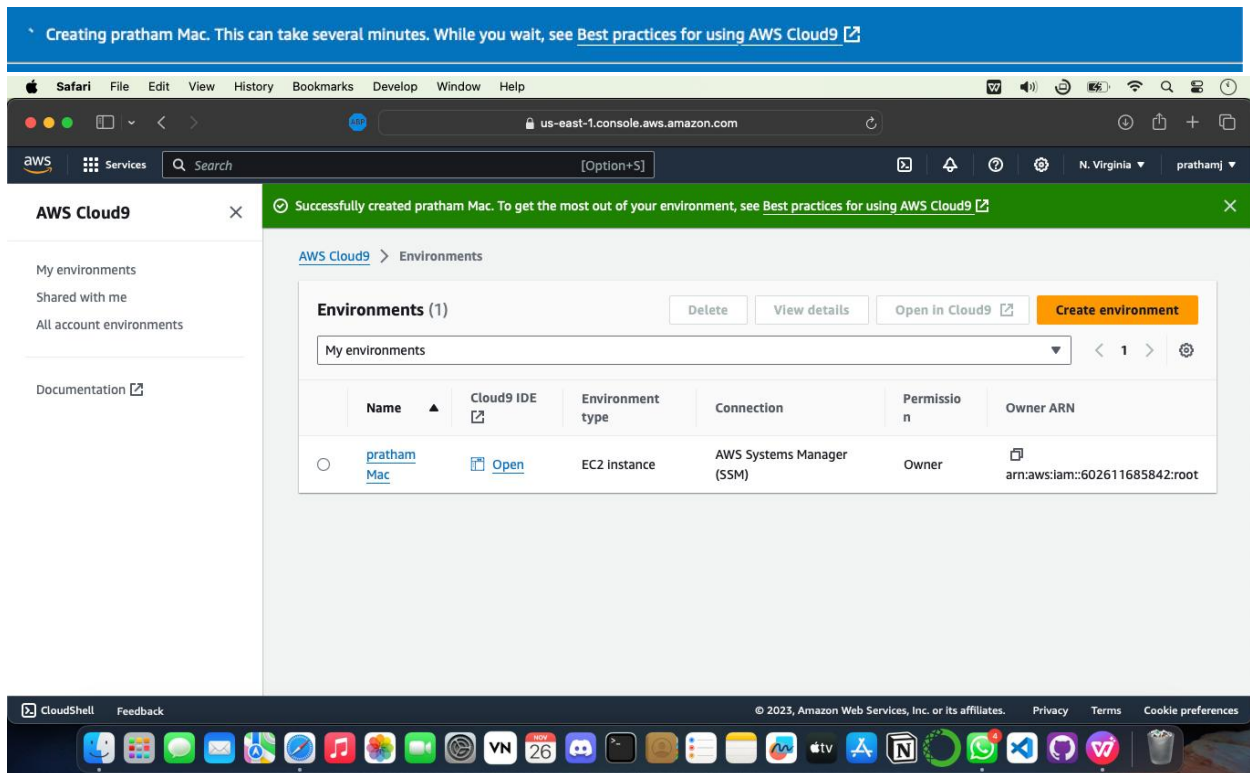 Creating pratham Mac. This can take several minutes. While you wait, see Best practices for using AWS Cloud9
Safari File Edit View History Bookmarks Develop Window Help
ABP us-east-1.console.aws.amazon.com
aws Services Search [Option+S] N. Virginia prathamj
AWS Cloud9
Successfully created pratham Mac. To get the most out of your environment, see Best practices for using AWS Cloud9
AWS Cloud9 > Environments
My environments
Shared with me
All account environments
Documentation
Environments (1) Delete View details Open in Cloud9 Create environment
My environments 1
Name Cloud9 IDE Environment type Connection Permissio
n Owner ARN
pratham
Mac
Open
EC2 instance
AWS Systems Manager
(SSM)
Owner
arn:aws:iam::602611685842:root
CloudShell Feedback © 2023, Amazon Web Services, Inc. or its affiliates. Privacy Terms Cookie preferences
VN NOV
26 tv N 4